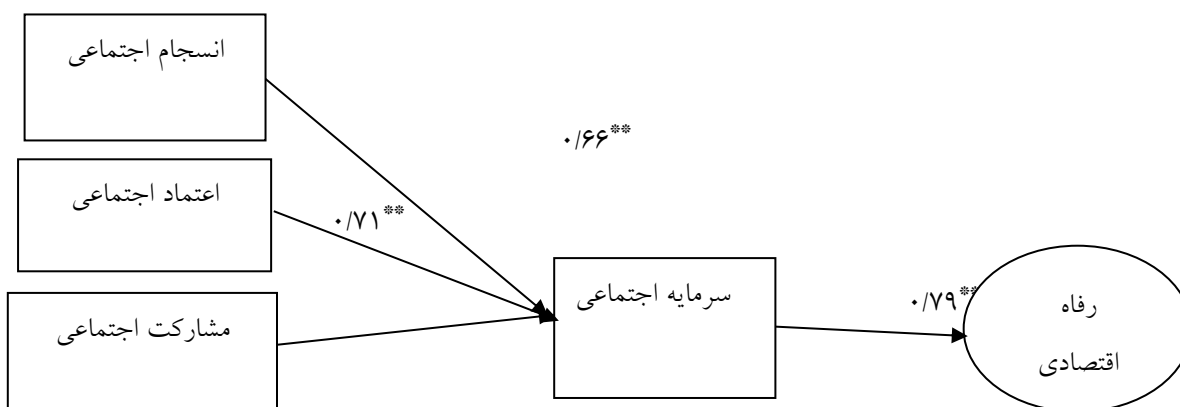 انسجام اجتماعی
۰/۶۶**
اعتماد اجتماعی
۰/۷۱**
سرمایه اجتماعی
۰/۷۹**
رفاه
اقتصادی
مشارکت اجتماعی